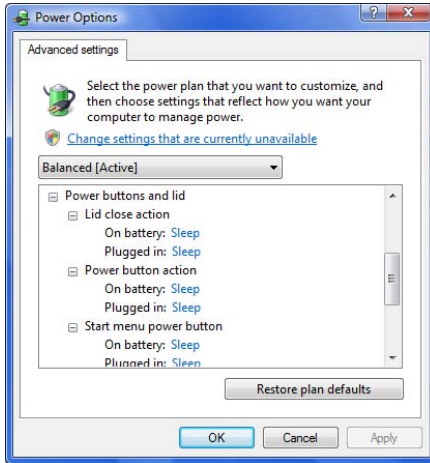 Power Options
Advanced settings
Select the power plan that you want to customize, and
then choose settings that reflect how you want your
computer to manage power.
Change settings that are currently unavailable
Balanced [Active]
Power buttons and lid
Lid close action
On battery: Sleep
Plugged in: Sleep
Power button action
On battery: Sleep
Plugged in: Sleep
Start menu power button
On battery: Sleep
Plugged in: Sleep
Restore plan defaults
OK
Cancel
Apply